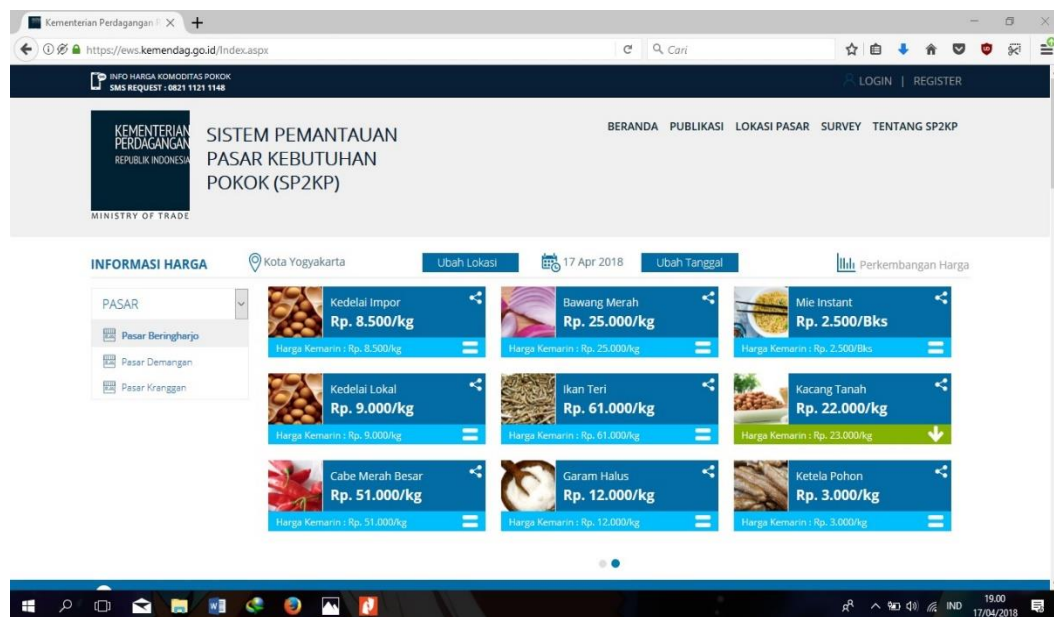 Kementerian Perdagangan
https://ews.kemendag.go.id/Index.aspx
Cari
INFO HARGA KOMODITAS POKOK
SMS REQUEST : 0821 1121 1148
LOGIN | REGISTER
KEMENTERIAN
PERDAGANGAN
REPUBLIK INDONESIA
MINISTRY OF TRADE
SISTEM PEMANTAUAN
PASAR KEBUTUHAN
POKOK (SP2KP)
BERANDA PUBLIKASI LOKASI PASAR SURVEY TENTANG SP2KP
INFORMASI HARGA
Kota Yogyakarta
Ubah Lokasi
17 Apr 2018
Ubah Tanggal
Perkembangan Harga
PASAR
Pasar Beringharjo
Pasar Demangan
Pasar Kranggan
Kedelai Impor
Rp. 8.500/kg
Harga Kemarin : Rp. 8.500/kg
Bawang Merah
Rp. 25.000/kg
Harga Kemarin : Rp. 25.000/kg
Mie Instant
Rp. 2.500/Bks
Harga Kemarin : Rp. 2.500/Bks
Kedelai Lokal
Rp. 9.000/kg
Harga Kemarin : Rp. 9.000/kg
Ikan Teri
Rp. 61.000/kg
Harga Kemarin : Rp. 61.000/kg
Kacang Tanah
Rp. 22.000/kg
Harga Kemarin : Rp. 23.000/kg
Cabe Merah Besar
Rp. 51.000/kg
Harga Kemarin : Rp. 51.000/kg
Garam Halus
Rp. 12.000/kg
Harga Kemarin : Rp. 12.000/kg
Ketela Pohon
Rp. 3.000/kg
Harga Kemarin : Rp. 3.000/kg
IND
19.00
17/04/2018